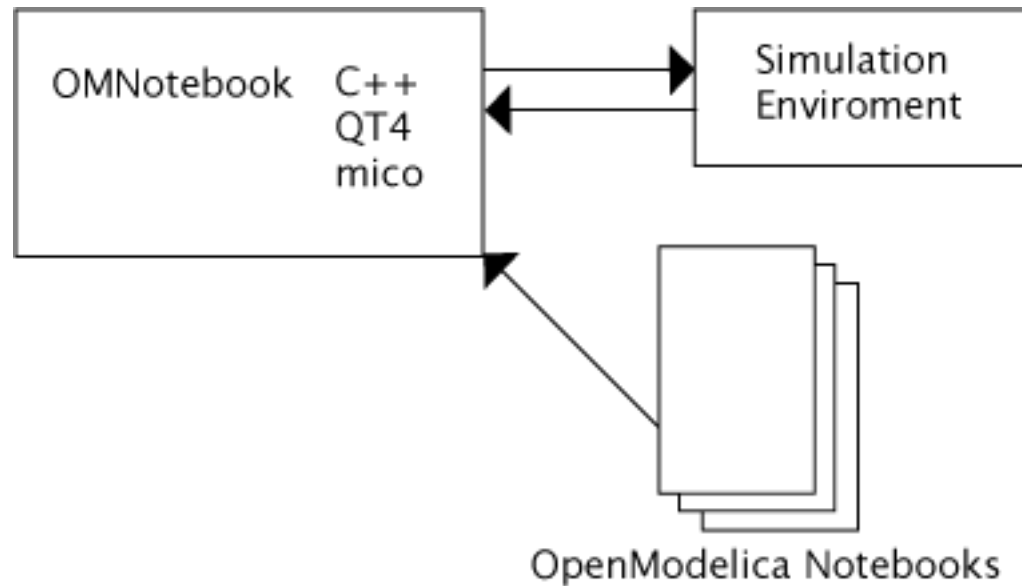 OMNotebook C++
QT4
mico
Simulation
Enviroment
OpenModelica Notebooks